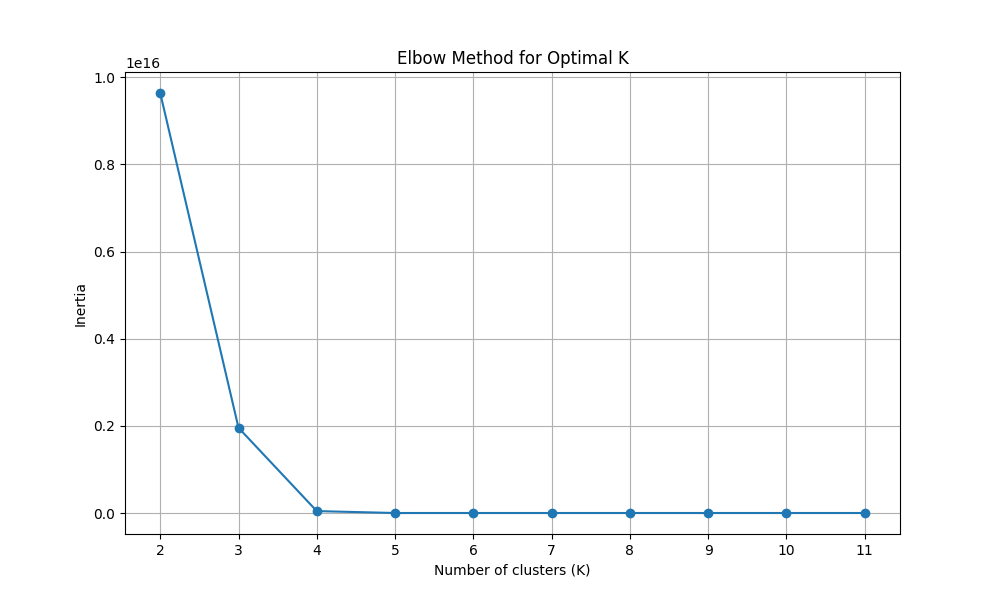 Elbow Method for Optimal K
1e16
1.0
0.8
0.6
0.4
0.2
0.0
Inertia
2 3 4 5 6 7 8 9 10 11
Number of clusters (K)